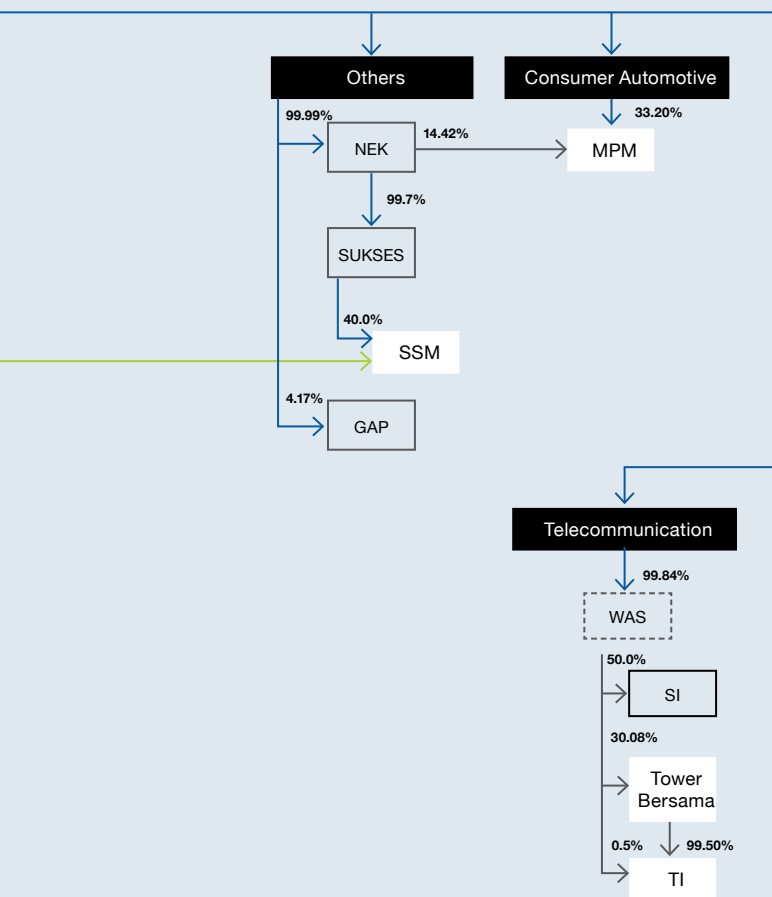 Others
Consumer Automotive
99.99%
NEK
14.42%
33.20%
MPM
99.7%
SUKSES
40.0%
SSM
4.17%
GAP
Telecommunication
99.84%
WAS
50.0%
SI
30.08%
Tower
Bersama
0.5%
99.50%
TI